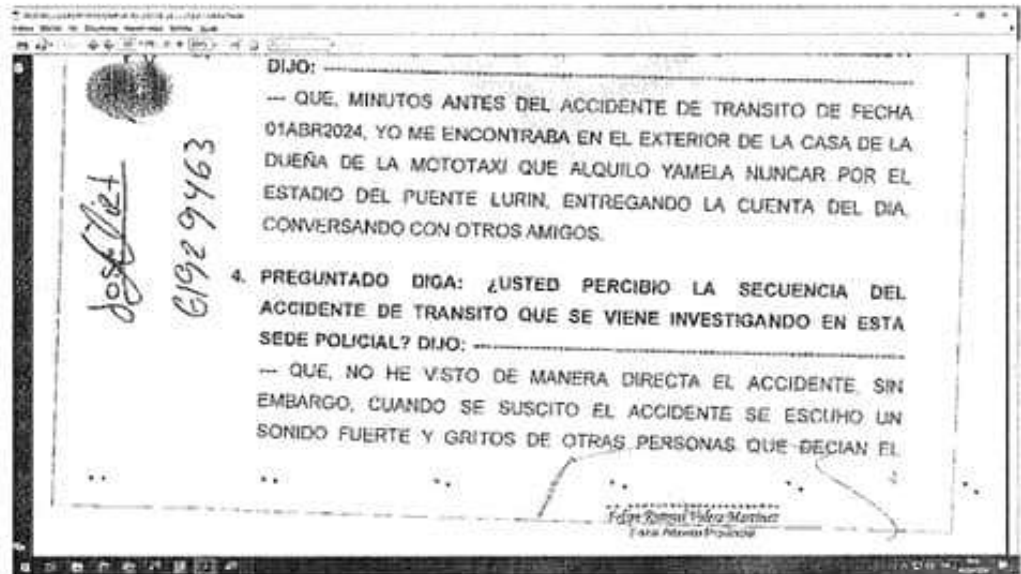 DIJO: ----------
--- QUE, MINUTOS ANTES DEL ACCIDENTE DE TRANSITO DE FECHA
01ABR2024, YO ME ENCONTRABA EN EL EXTERIOR DE LA CASA DE LA
DUEÑA DE LA MOTOTAXI QUE ALQUILO YAMELA NUNCAR POR EL
ESTADIO DEL PUENTE LURIN, ENTREGANDO LA CUENTA DEL DIA,
CONVERSANDO CON OTROS AMIGOS.
4. PREGUNTADO DIGA: ¿USTED PERCIBIO LA SECUENCIA DEL
ACCIDENTE DE TRANSITO QUE SE VIENE INVESTIGANDO EN ESTA
SEDE POLICIAL? DIJO: ----------
--- QUE, NO HE VISTO DE MANERA DIRECTA EL ACCIDENTE, SIN
EMBARGO, CUANDO SE SUSCITO EL ACCIDENTE SE ESCUHO UN
SONIDO FUERTE Y GRITOS DE OTRAS PERSONAS QUE DECIAN EL
61929463
Martinez